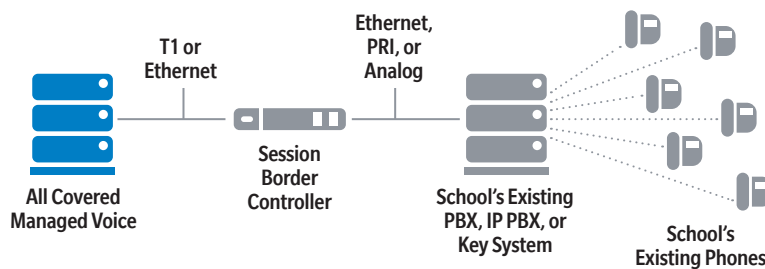 T1 or
Ethernet
Ethernet,
PRI, or
Analog
All Covered
Managed Voice
Session
Border
Controller
School's Existing
PBX, IP PBX, or
Key System
School's
Existing Phones